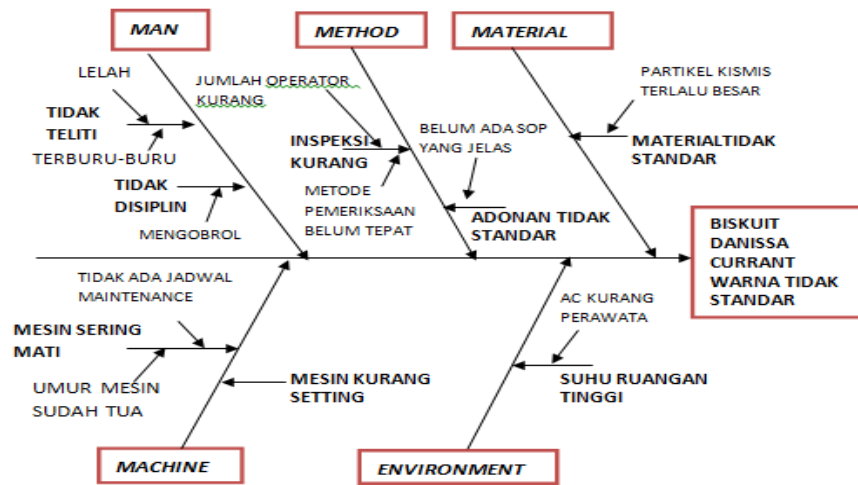 MAN
METHOD
MATERIAL
LELAH
JUMLAH OPERATOR
KURANG
PARTIKEL KISMIS
TERLALU BESAR
TIDAK
TELITI
TERBURU-BURU
INSPEKSI
KURANG
BELUM ADA SOP
YANG JELAS
MATERIALTIDAK
STANDAR
TIDAK
DISIPLIN
MENGOBROL
METODE
PEMERIKSAAN
BELUM TEPAT
ADONAN TIDAK
STANDAR
BISKUIT
DANISSA
CURRANT
WARNA TIDAK
STANDAR
TIDAK ADA JADWAL
MAINTENANCE
AC KURANG
PERAWATA
MESIN SERING
MATI
UMUR MESIN
SUDAH TUA
MESIN KURANG
SETTING
SUHU RUANGAN
TINGGI
MACHINE
ENVIRONMENT